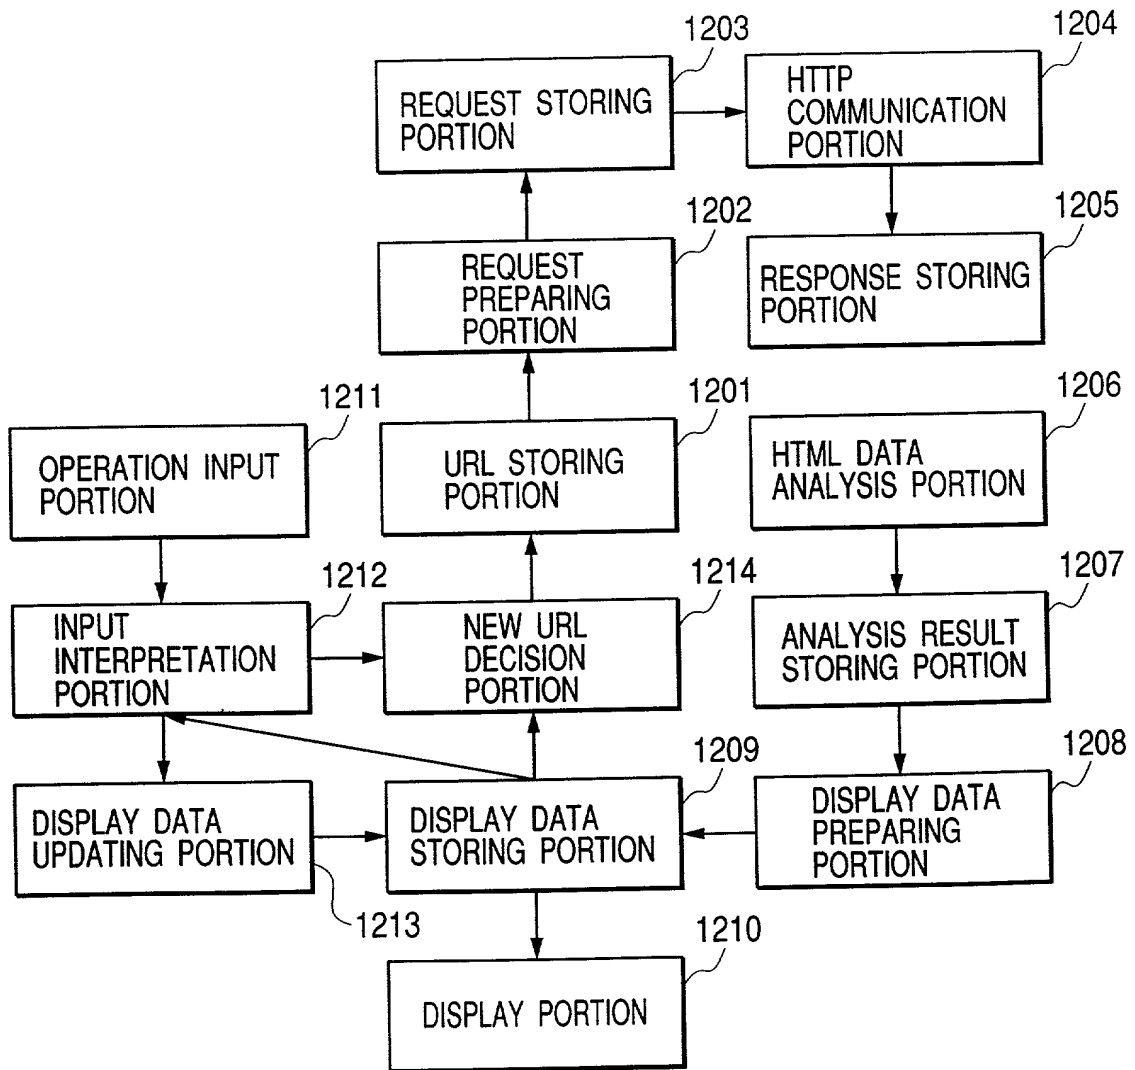 1203
REQUEST STORING
PORTION
1204
HTTP
COMMUNICATION
PORTION
1202
REQUEST
PREPARING
PORTION
1205
RESPONSE STORING
PORTION
1211
OPERATION INPUT
PORTION
1201
URL STORING
PORTION
1206
HTML DATA
ANALYSIS PORTION
1212
INPUT
INTERPRETATION
PORTION
1214
NEW URL
DECISION
PORTION
1207
ANALYSIS RESULT
STORING PORTION
DISPLAY DATA
UPDATING PORTION
1213
1209
DISPLAY DATA
STORING PORTION
1208
DISPLAY DATA
PREPARING
PORTION
1210
DISPLAY PORTION